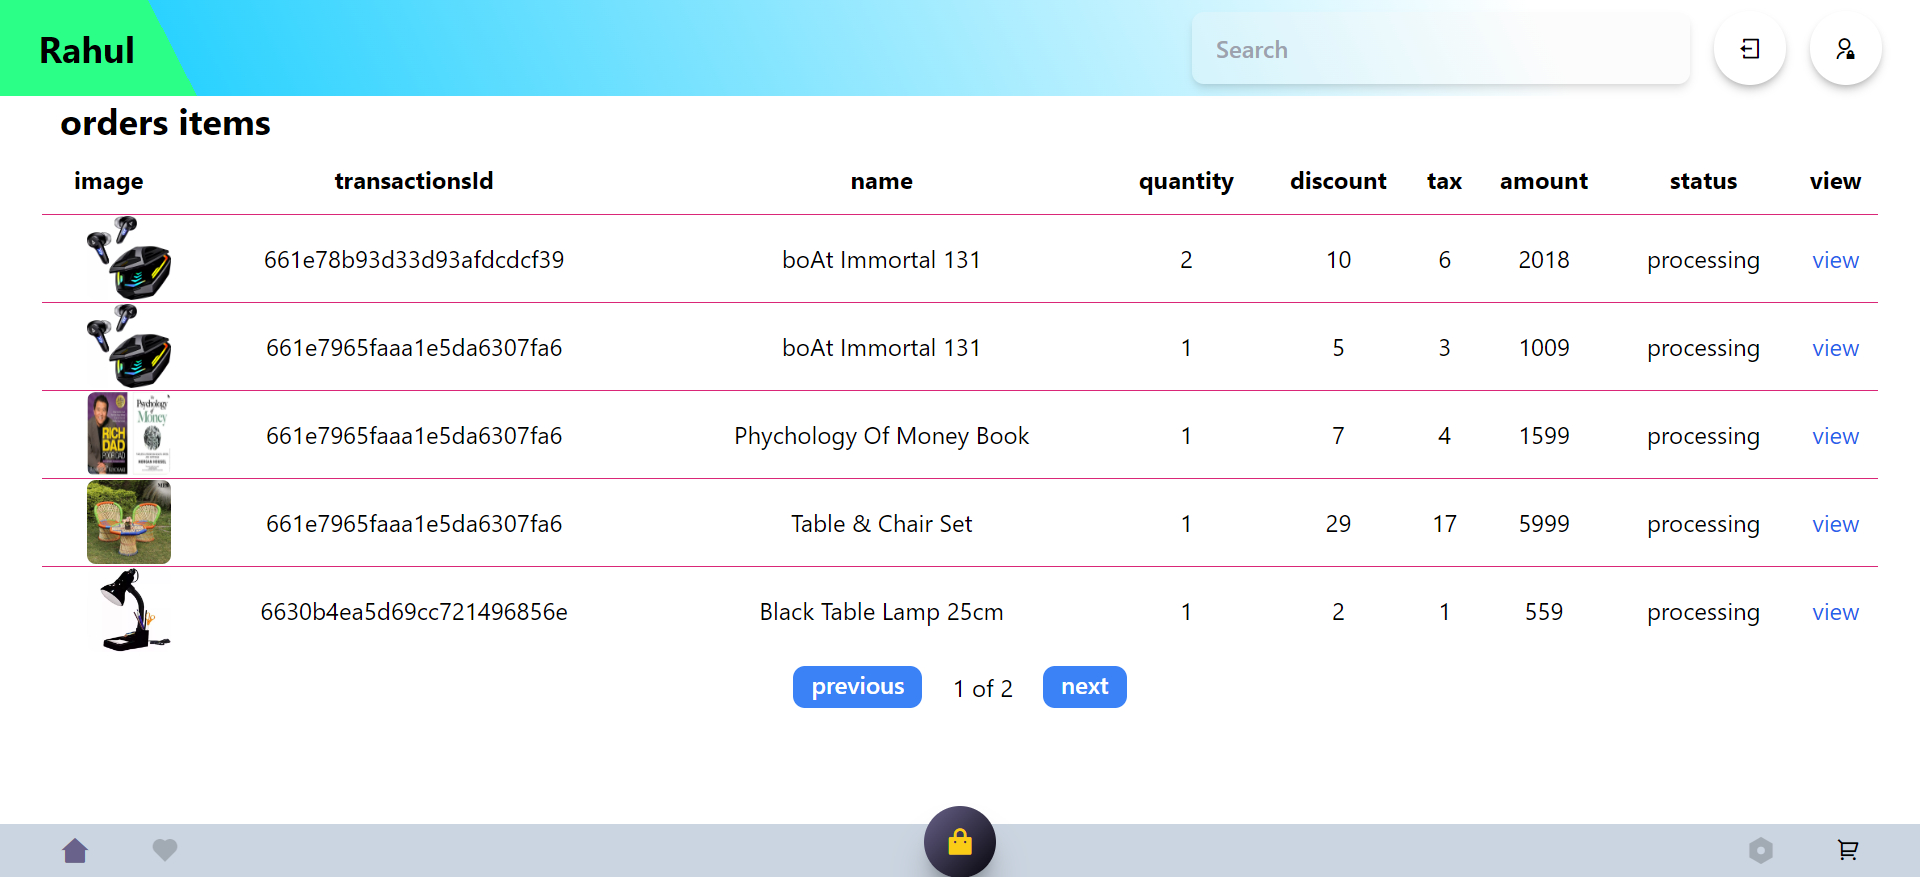 Rahul
Search
orders items
image transactionsId name quantity discount tax amount status view
661e78b93d33d93afdcdcf39 boAt Immortal 131 2 10 6 2018 processing view
661e7965faaa1e5da6307fa6 boAt Immortal 131 1 5 3 1009 processing view
Psychology
of
Money
RICH
DAD
661e7965faaa1e5da6307fa6 Phychology Of Money Book 1 7 4 1599 processing view
661e7965faaa1e5da6307fa6 Table & Chair Set 1 29 17 5999 processing view
6630b4ea5d69cc721496856e Black Table Lamp 25cm 1 2 1 559 processing view
previous 1 of 2 next